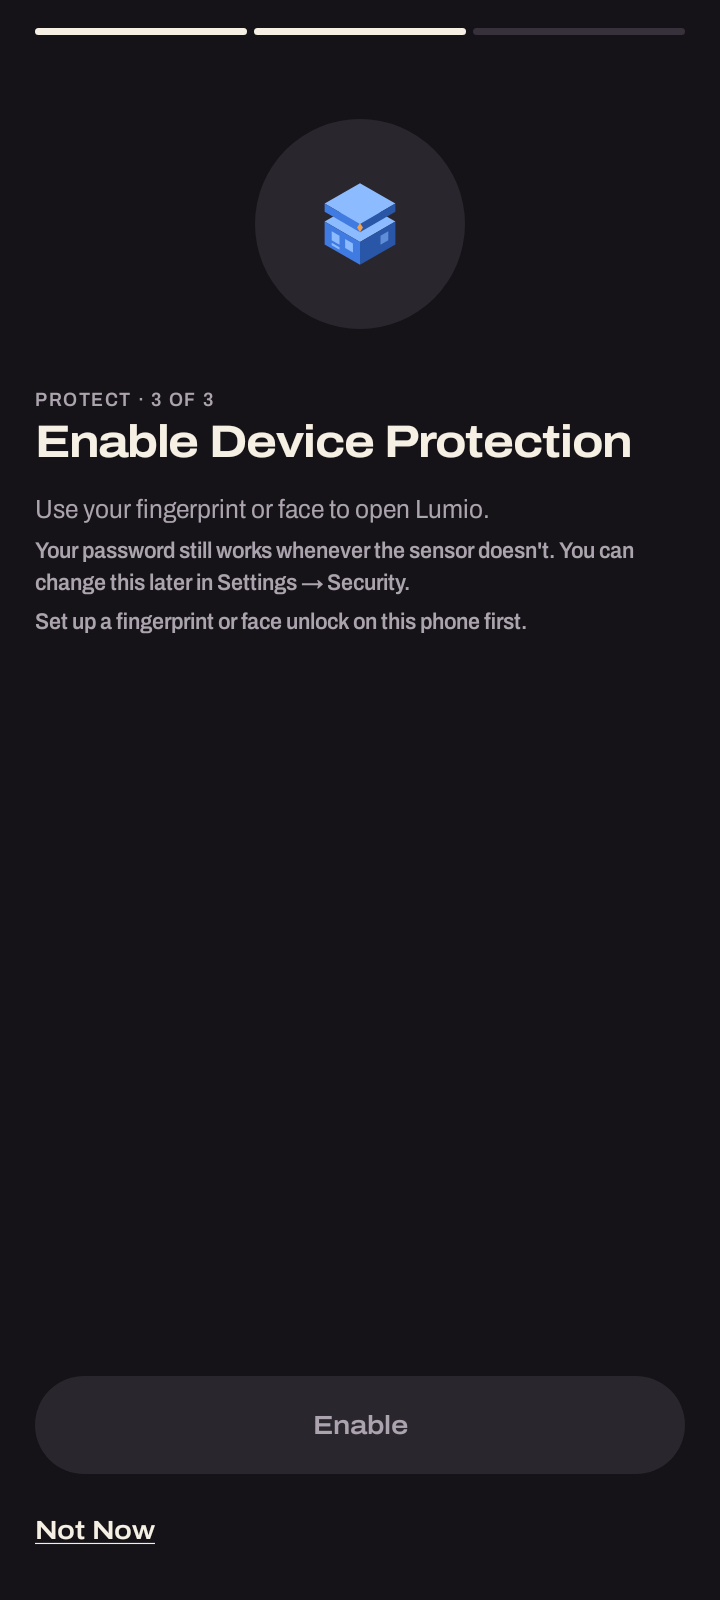 PROTECT · 3 OF 3
Enable Device Protection
Use your fingerprint or face to open Lumio.
Your password still works whenever the sensor doesn't. You can
change this later in Settings → Security.
Set up a fingerprint or face unlock on this phone first.
Enable
Not Now